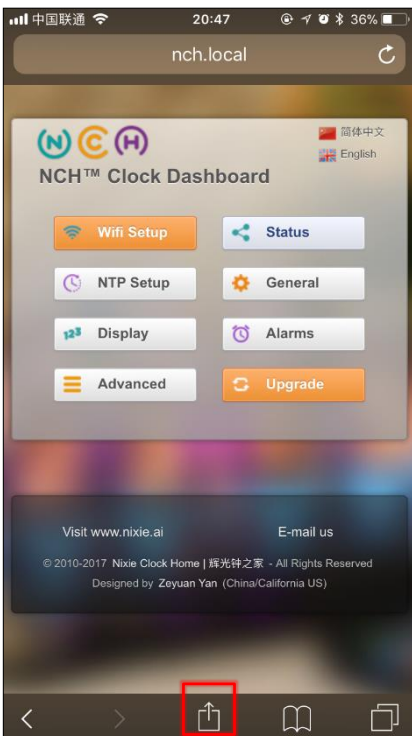 中国联通 20:47 36%
nch.local
N C H
简体中文
English
NCH™ Clock Dashboard
Wifi Setup Status
NTP Setup General
123 Display Alarms
Advanced Upgrade
Visit www.nixie.ai E-mail us
© 2010-2017 Nixie Clock Home | 辉光钟之家 - All Rights Reserved
Designed by Zeyuan Yan (China/California US)